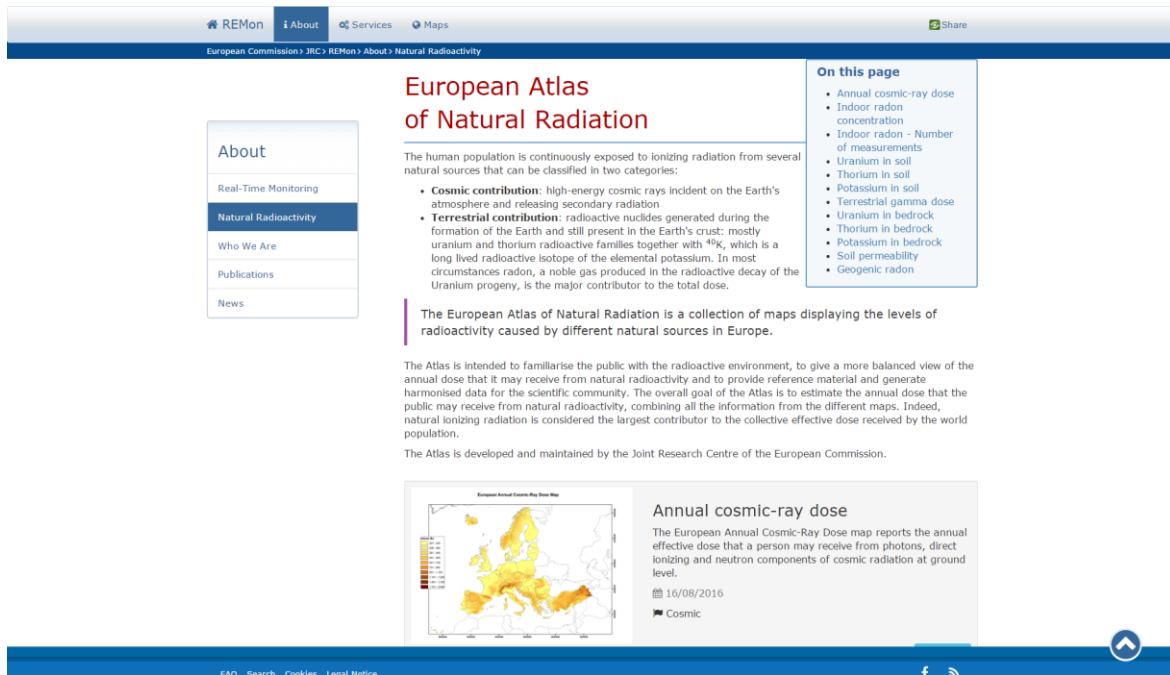 REMon
About
Services
Maps
Share
European Commission > JRC > REMon > About > Natural Radioactivity
About
Real-Time Monitoring
Natural Radioactivity
Who We Are
Publications
News
European Atlas
of Natural Radiation
The human population is continuously exposed to ionizing radiation from several
natural sources that can be classified in two categories:
• Cosmic contribution: high-energy cosmic rays incident on the Earth's
atmosphere and releasing secondary radiation
• Terrestrial contribution: radioactive nuclides generated during the
formation of the Earth and still present in the Earth's crust: mostly
uranium and thorium radioactive families together with ⁴⁰K, which is a
long lived radioactive isotope of the elemental potassium. In most
circumstances radon, a noble gas produced in the radioactive decay of the
Uranium progeny, is the major contributor to the total dose.
On this page
• Annual cosmic-ray dose
• Indoor radon
concentration
• Indoor radon - Number
of measurements
• Uranium in soil
• Thorium in soil
• Potassium in soil
• Terrestrial gamma dose
• Uranium in bedrock
• Thorium in bedrock
• Potassium in bedrock
• Soil permeability
• Geogenic radon
The European Atlas of Natural Radiation is a collection of maps displaying the levels of
radioactivity caused by different natural sources in Europe.
The Atlas is intended to familiarise the public with the radioactive environment, to give a more balanced view of the
annual dose that it may receive from natural radioactivity and to provide reference material and generate
harmonised data for the scientific community. The overall goal of the Atlas is to estimate the annual dose that the
public may receive from natural radioactivity, combining all the information from the different maps. Indeed,
natural ionizing radiation is considered the largest contributor to the collective effective dose received by the world
population.
The Atlas is developed and maintained by the Joint Research Centre of the European Commission.
European Annual Cosmic-Ray Dose Map
Annual cosmic-ray dose
The European Annual Cosmic-Ray Dose map reports the annual
effective dose that a person may receive from photons, direct
ionizing and neutron components of cosmic radiation at ground
level.
16/08/2016
Cosmic
FAQ Search Cookies Legal Notice